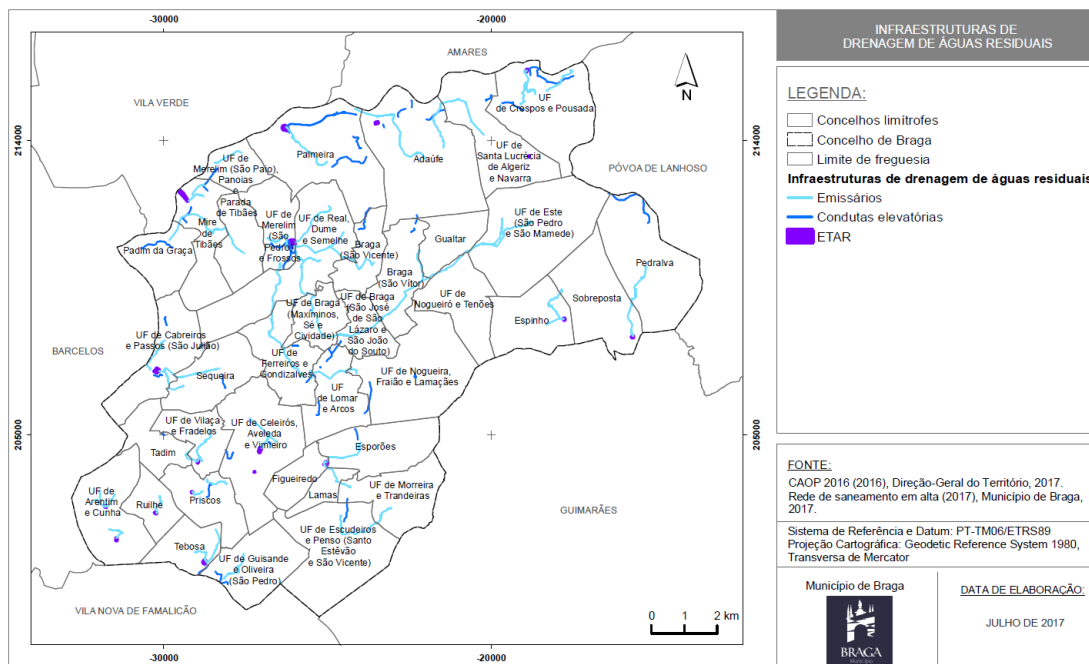 -30000
-20000
AMARES
VILA VERDE
N
UF
de Crespos e Pousada
214000
214000
Palmeira
Adaúfe
UF de
Santa Lucrécia
de Algeriz
e Navarra
PÓVOA DE LANHOSO
UF de
Merelim (São Paio),
Panoias
e
Parada
de Tibães
Mire
de
Tibães
Padim da Graça
UF de
Merelim
(São
Pedro)
e Frossos
UF de Real,
Dume
e Semelhe
Braga
(São Vicente)
Gualtar
UF de Este
(São Pedro
e São Mamede)
Pedralva
Braga
(São Vítor)
UF de
Nogueiró e Tenões
Sobreposta
Espinho
UF de Braga
(Maximinos,
Sé e
Cividade)
UF de Braga
(São José
de São
Lázaro e
São João
do Souto)
UF de Cabreiros
e Passos (São Julião)
BARCELOS
UF de
Ferreiros e
Gondizalves
Sequeira
UF
de Lomar
e Arcos
UF de Nogueira,
Fraião e Lamaçães
UF de Vilaça
e Fradelos
UF de Celeirós,
Aveleda
e Vimieiro
205000
205000
Tadim
Esporões
Figueiredo
Lamas
UF de Morreira
e Trandeiras
UF de
Arentim
e Cunha
Ruilhe
Priscos
GUIMARÃES
UF de Escudeiros
e Penso (Santo
Estêvão
e São Vicente)
Tebosa
UF de Guisande
e Oliveira
(São Pedro)
VILA NOVA DE FAMALICÃO
0 1 2 km
-30000
-20000
INFRAESTRUTURAS DE
DRENAGEM DE ÁGUAS RESIDUAIS
LEGENDA:
Concelhos limítrofes
Concelho de Braga
Limite de freguesia
Infraestruturas de drenagem de águas residuais
Emissários
Condutas elevatórias
ETAR
FONTE:
CAOP 2016 (2016), Direção-Geral do Território, 2017.
Rede de saneamento em alta (2017), Município de Braga,
2017.
Sistema de Referência e Datum: PT-TM06/ETRS89
Projeção Cartográfica: Geodetic Reference System 1980,
Transversa de Mercator
Município de Braga
BRAGA
Município
DATA DE ELABORAÇÃO:
JULHO DE 2017